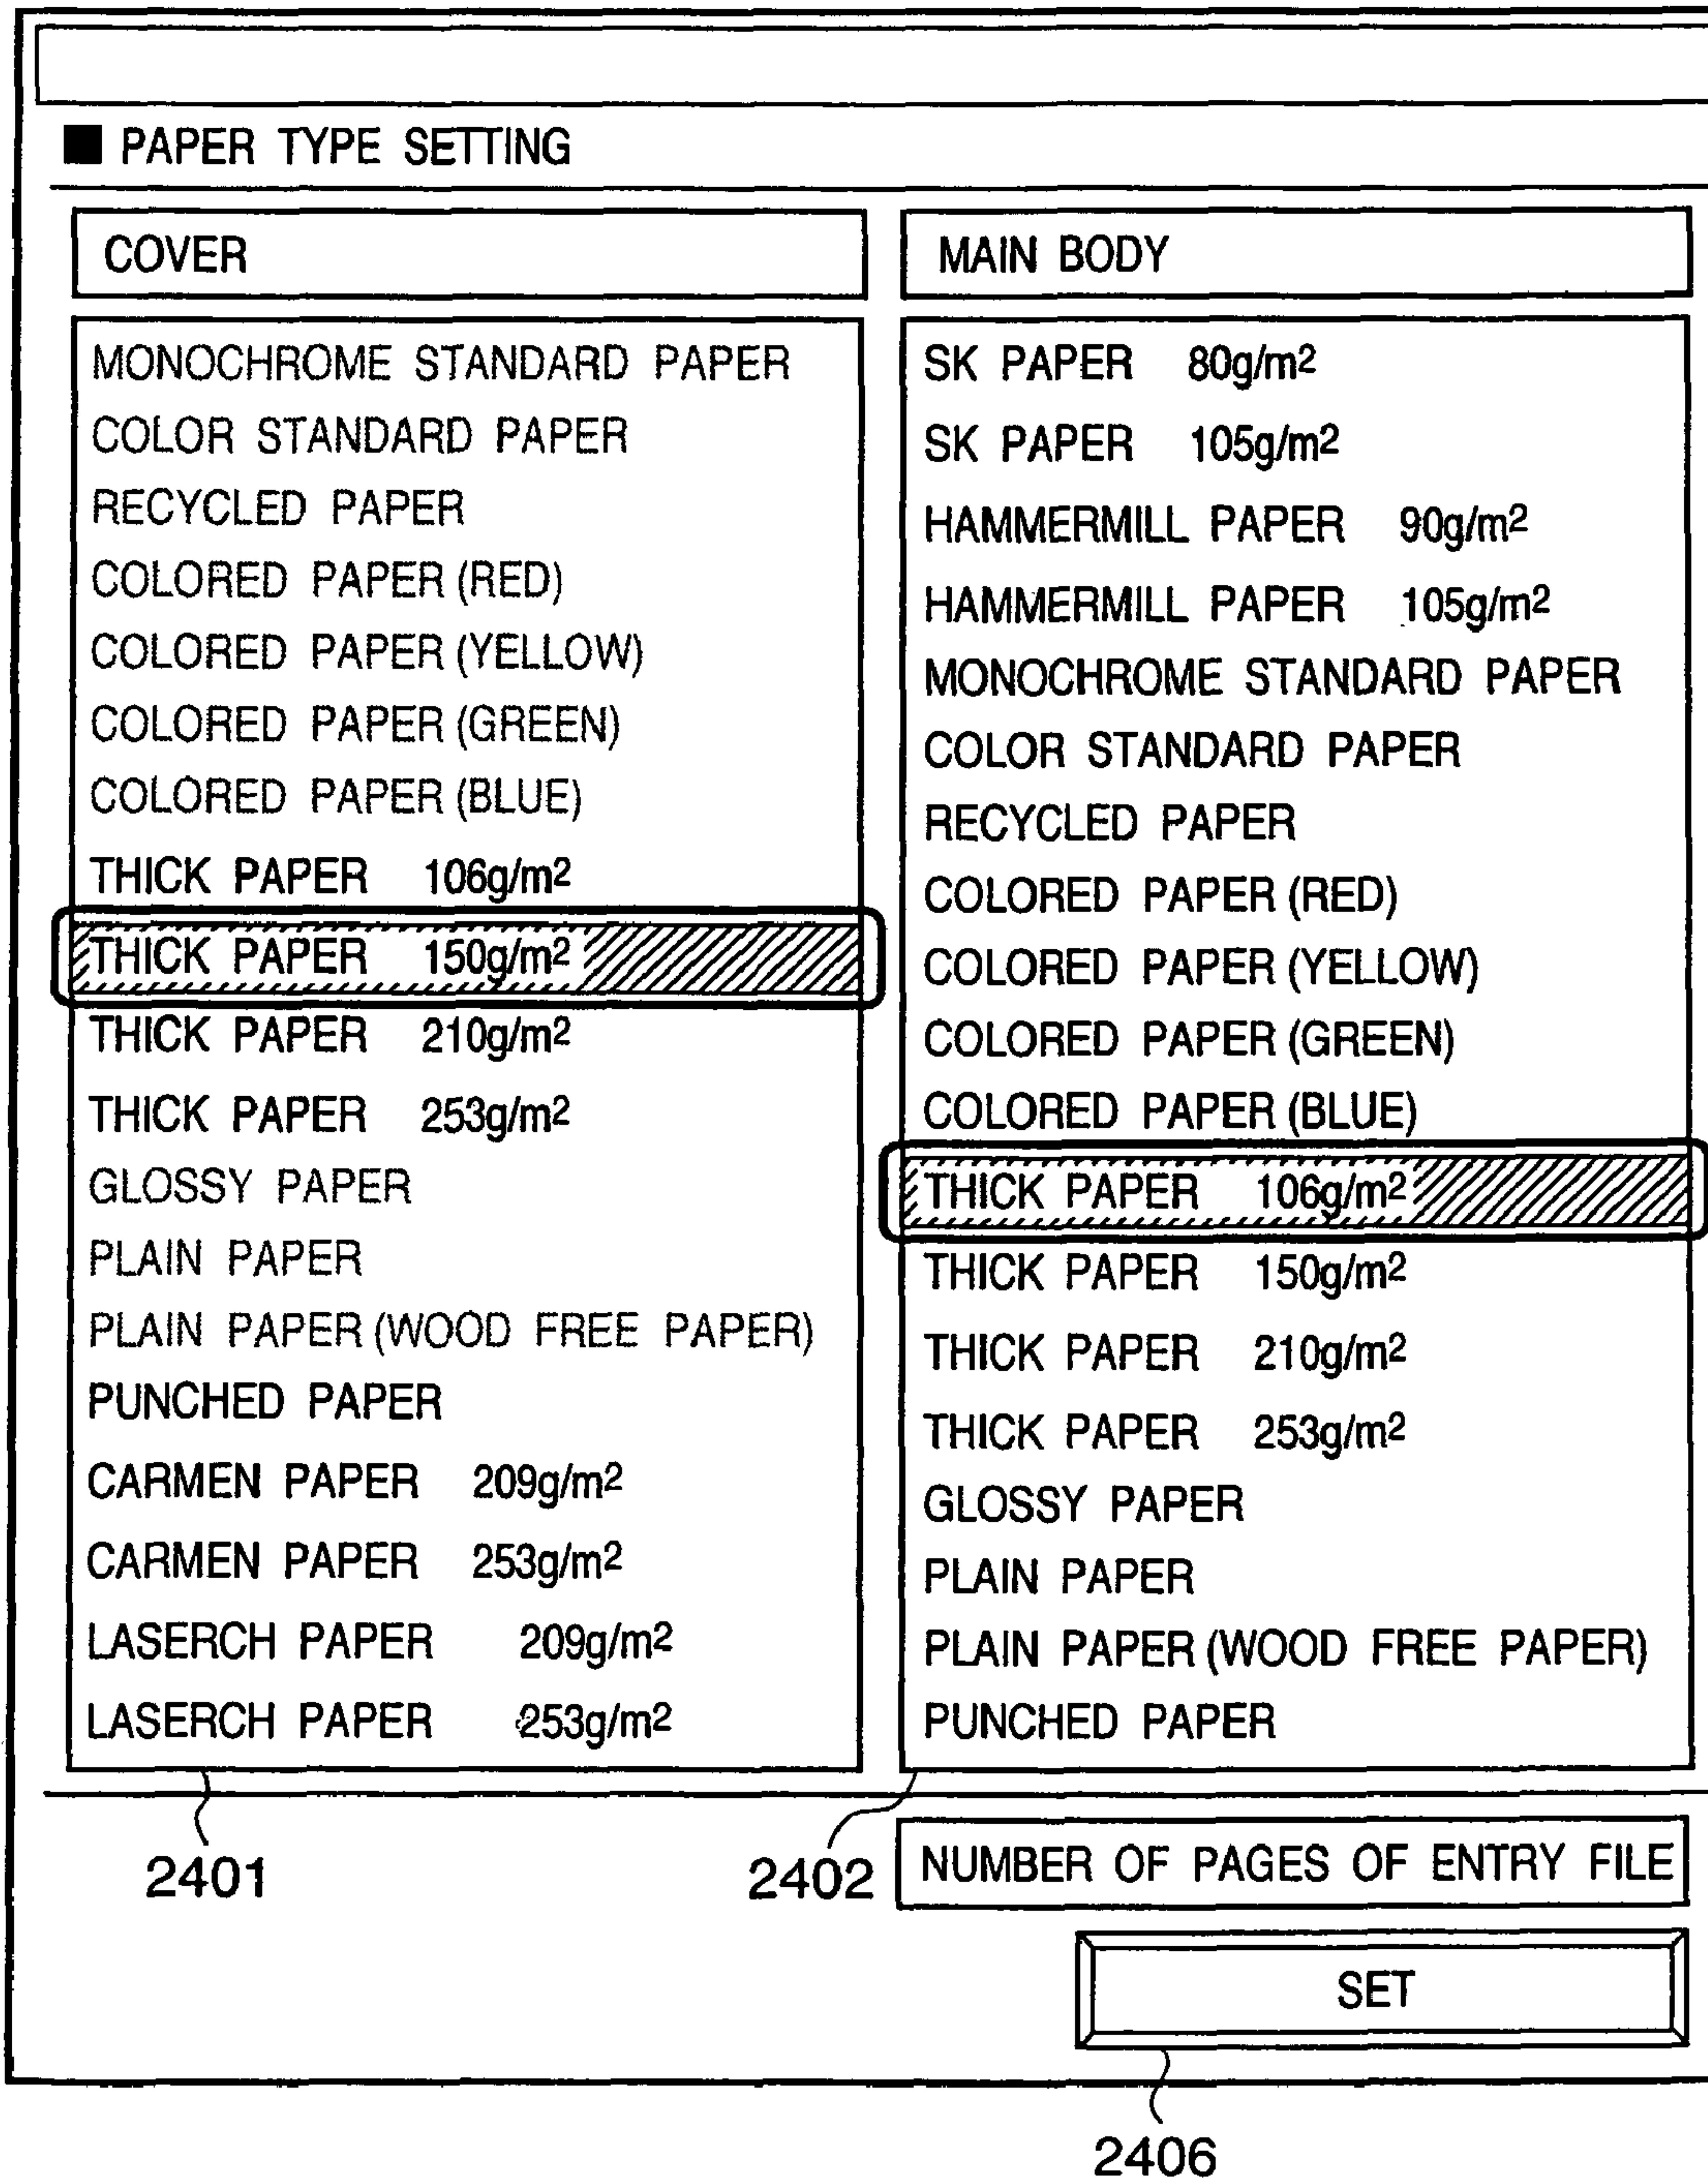 ■ PAPER TYPE SETTING
COVER
MONOCHROME STANDARD PAPER
COLOR STANDARD PAPER
RECYCLED PAPER
COLORED PAPER (RED)
COLORED PAPER (YELLOW)
COLORED PAPER (GREEN)
COLORED PAPER (BLUE)
THICK PAPER 106g/m2
THICK PAPER 150g/m2
THICK PAPER 210g/m2
THICK PAPER 253g/m2
GLOSSY PAPER
PLAIN PAPER
PLAIN PAPER (WOOD FREE PAPER)
PUNCHED PAPER
CARMEN PAPER 209g/m2
CARMEN PAPER 253g/m2
LASERCH PAPER 209g/m2
LASERCH PAPER 253g/m2
2401
MAIN BODY
SK PAPER 80g/m2
SK PAPER 105g/m2
HAMMERMILL PAPER 90g/m2
HAMMERMILL PAPER 105g/m2
MONOCHROME STANDARD PAPER
COLOR STANDARD PAPER
RECYCLED PAPER
COLORED PAPER (RED)
COLORED PAPER (YELLOW)
COLORED PAPER (GREEN)
COLORED PAPER (BLUE)
THICK PAPER 106g/m2
THICK PAPER 150g/m2
THICK PAPER 210g/m2
THICK PAPER 253g/m2
GLOSSY PAPER
PLAIN PAPER
PLAIN PAPER (WOOD FREE PAPER)
PUNCHED PAPER
2402
NUMBER OF PAGES OF ENTRY FILE
SET
2406